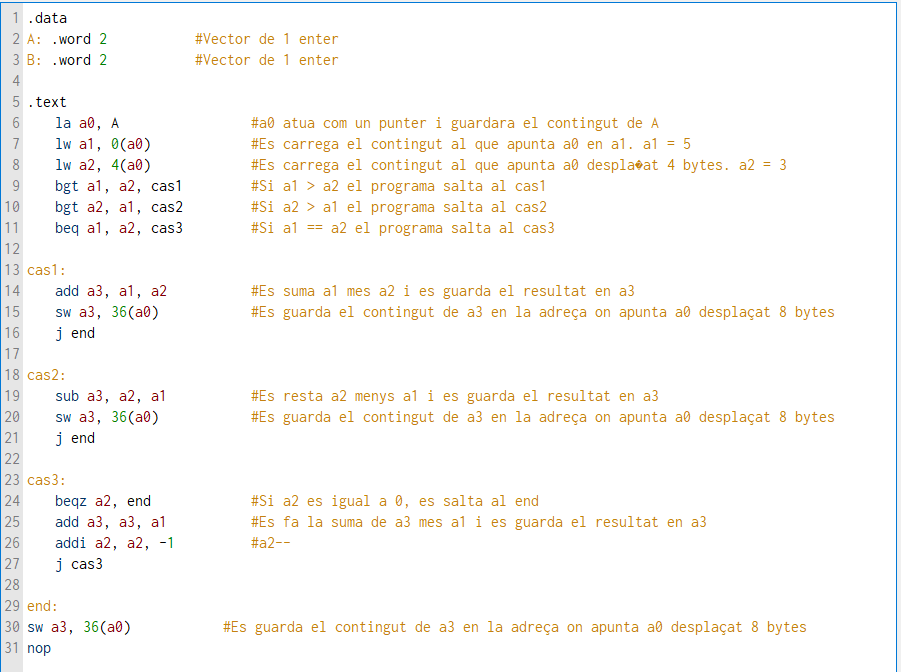 1 .data
2 A: .word 2 #Vector de 1 enter
3 B: .word 2 #Vector de 1 enter
4
5 .text
6 la a0, A #a0 atua com un punter i guardara el contingut de A
7 lw a1, 0(a0) #Es carrega el contingut al que apunta a0 en a1. a1 = 5
8 lw a2, 4(a0) #Es carrega el contingut al que apunta a0 despla�at 4 bytes. a2 = 3
9 bgt a1, a2, cas1 #Si a1 > a2 el programa salta al cas1
10 bgt a2, a1, cas2 #Si a2 > a1 el programa salta al cas2
11 beq a1, a2, cas3 #Si a1 == a2 el programa salta al cas3
12
13 cas1:
14 add a3, a1, a2 #Es suma a1 mes a2 i es guarda el resultat en a3
15 sw a3, 36(a0) #Es guarda el contingut de a3 en la adreça on apunta a0 desplaçat 8 bytes
16 j end
17
18 cas2:
19 sub a3, a2, a1 #Es resta a2 menys a1 i es guarda el resultat en a3
20 sw a3, 36(a0) #Es guarda el contingut de a3 en la adreça on apunta a0 desplaçat 8 bytes
21 j end
22
23 cas3:
24 beqz a2, end #Si a2 es igual a 0, es salta al end
25 add a3, a3, a1 #Es fa la suma de a3 mes a1 i es guarda el resultat en a3
26 addi a2, a2, -1 #a2--
27 j cas3
28
29 end:
30 sw a3, 36(a0) #Es guarda el contingut de a3 en la adreça on apunta a0 desplaçat 8 bytes
31 nop